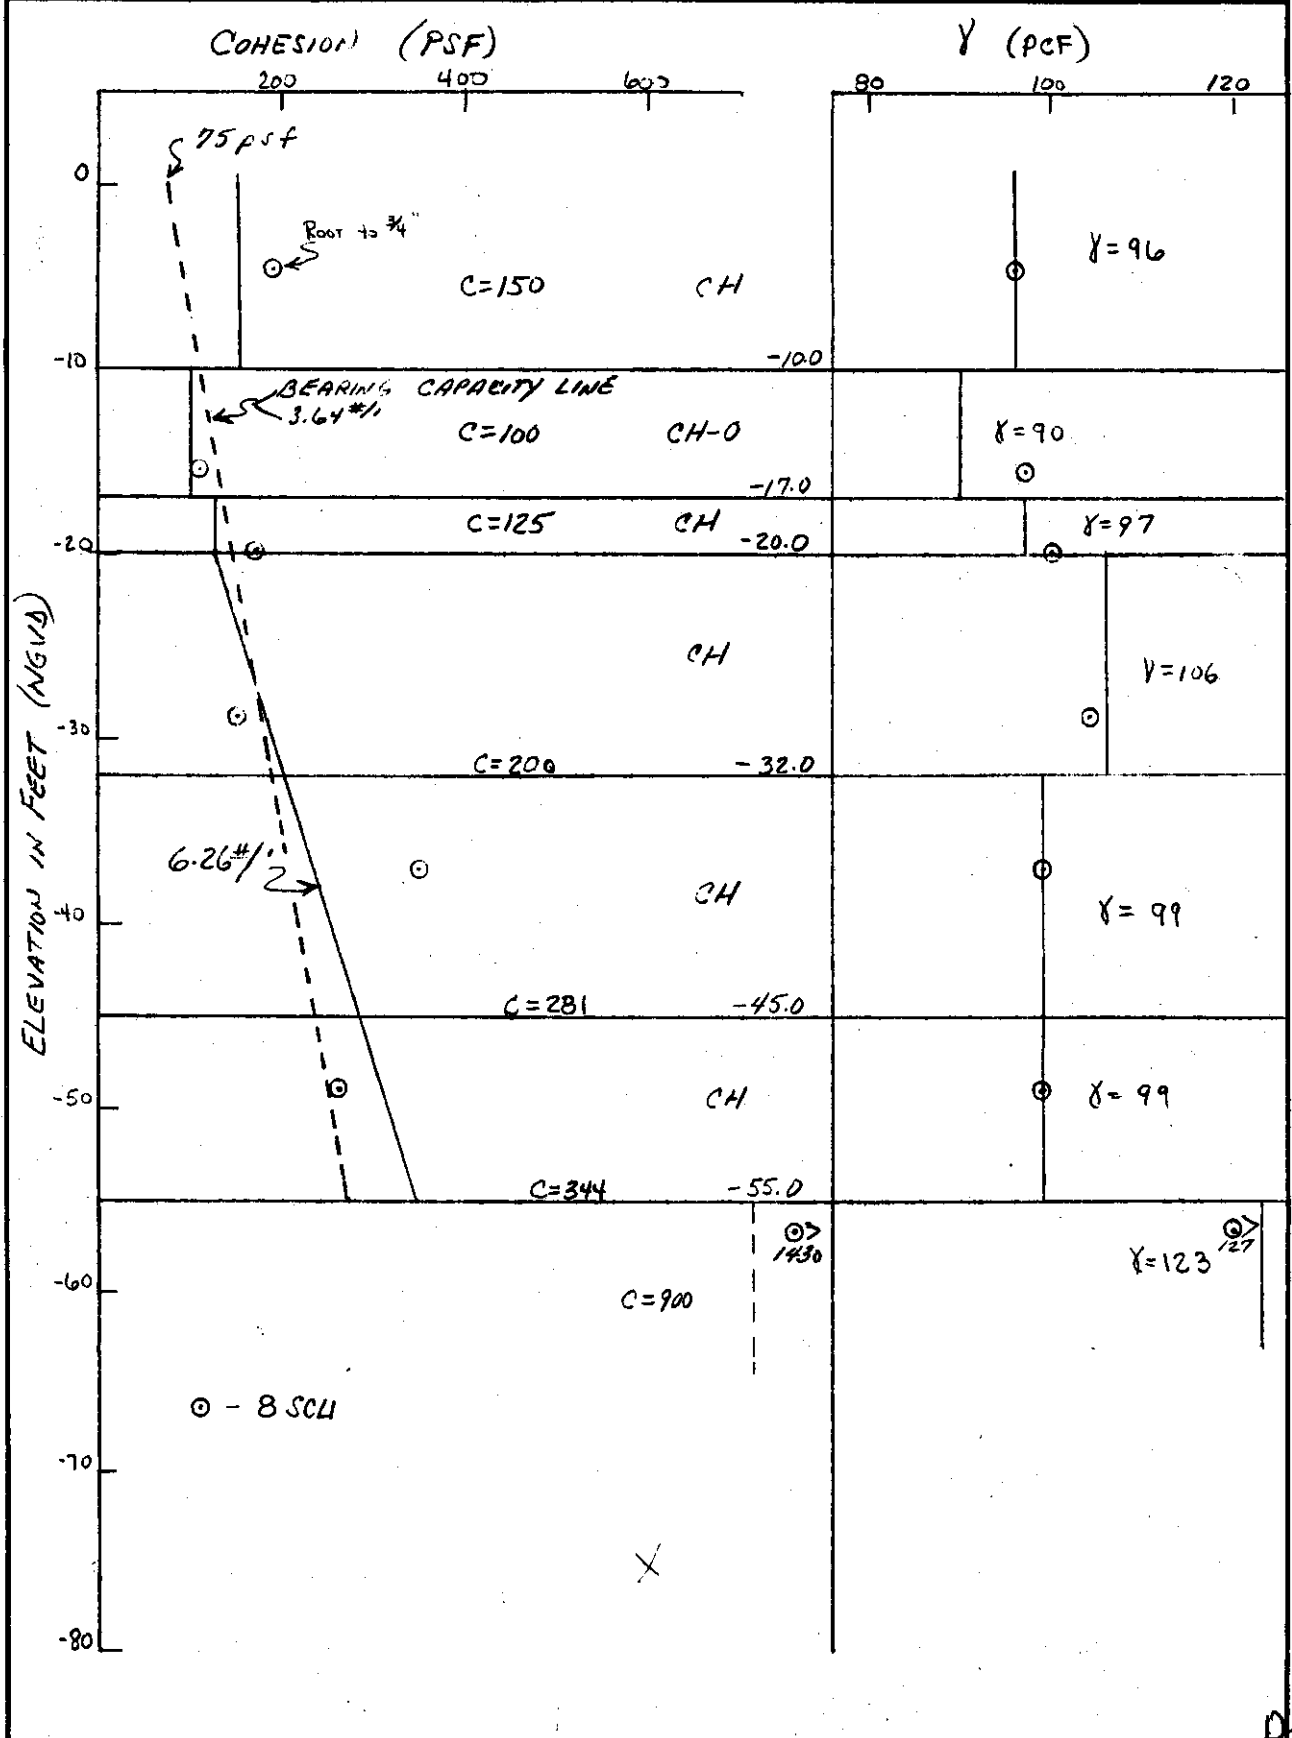 COHESION (PSF)
γ (PCF)
200 400 600
80 100 120
75 psf
0
ROOT to 3/4"
C=150 CH
γ=96
-10
-10.0
BEARING CAPACITY LINE
3.64#/'
C=100 CH-O
γ=90
-17.0
C=125 CH
γ=97
-20
-20.0
CH
γ=106
-30
C=200
-32.0
6.26#/'
CH
γ=99
-40
C=281
-45.0
CH
γ=99
-50
C=344
-55.0
1430
127
γ=123
-60
C=900
- 8 SCU
-70
X
-80
ELEVATION IN FEET (NGVD)